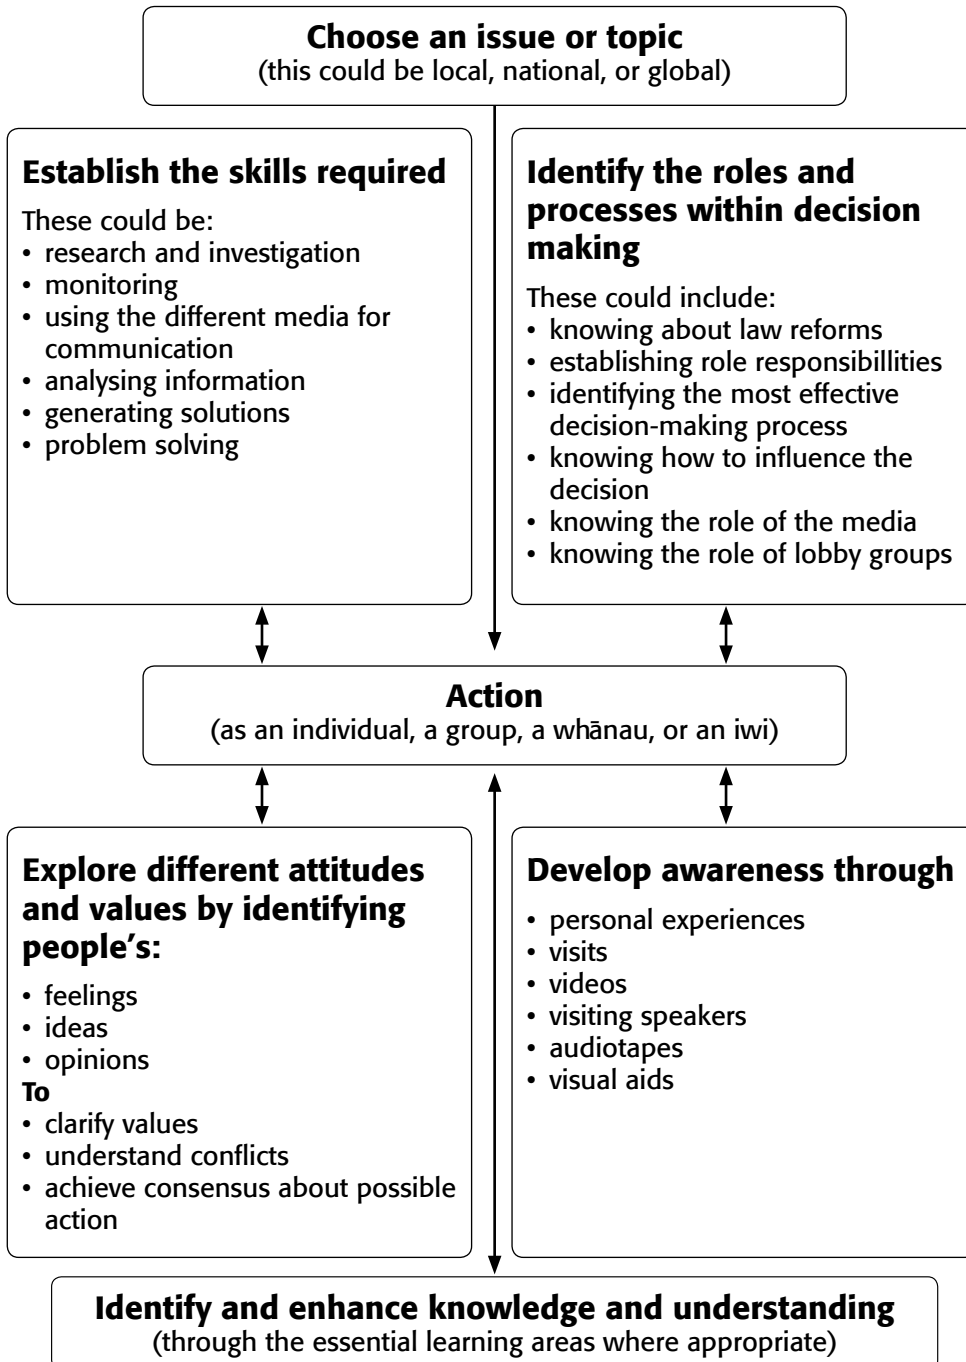 Choose an issue or topic
(this could be local, national, or global)
Establish the skills required
These could be:
• research and investigation
• monitoring
• using the different media for
communication
• analysing information
• generating solutions
• problem solving
Identify the roles and
processes within decision
making
These could include:
• knowing about law reforms
• establishing role responsibillities
• identifying the most effective
decision-making process
• knowing how to influence the
decision
• knowing the role of the media
• knowing the role of lobby groups
Action
(as an individual, a group, a whānau, or an iwi)
Explore different attitudes
and values by identifying
people's:
• feelings
• ideas
• opinions
To
• clarify values
• understand conflicts
• achieve consensus about possible
action
Develop awareness through
• personal experiences
• visits
• videos
• visiting speakers
• audiotapes
• visual aids
Identify and enhance knowledge and understanding
(through the essential learning areas where appropriate)